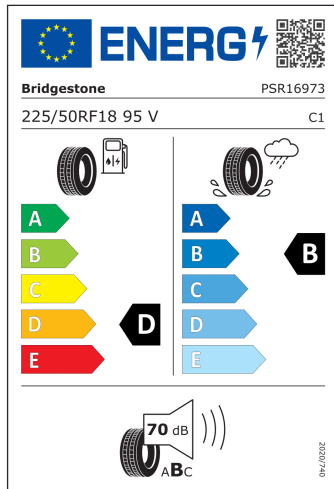 ENERG
Bridgestone PSR16973
225/50RF18 95 V C1
A
B
C
D
E
D
A
B
C
D
E
B
70 dB
ABC
2020/740